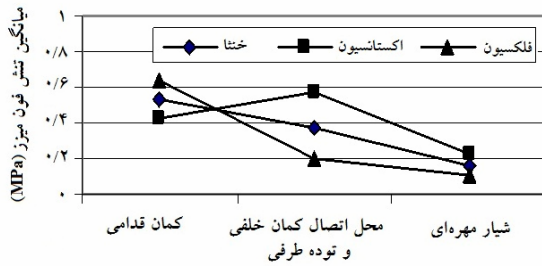 میانگین تنش فون میزز (MPa)
۱
۰/۸
۰/۶
۰/۴
۰/۲
۰
خنثا
اکستانسیون
فلکسیون
کمان قدامی
محل اتصال کمان خلفی
و توده طرفی
شیار مهره‌ای